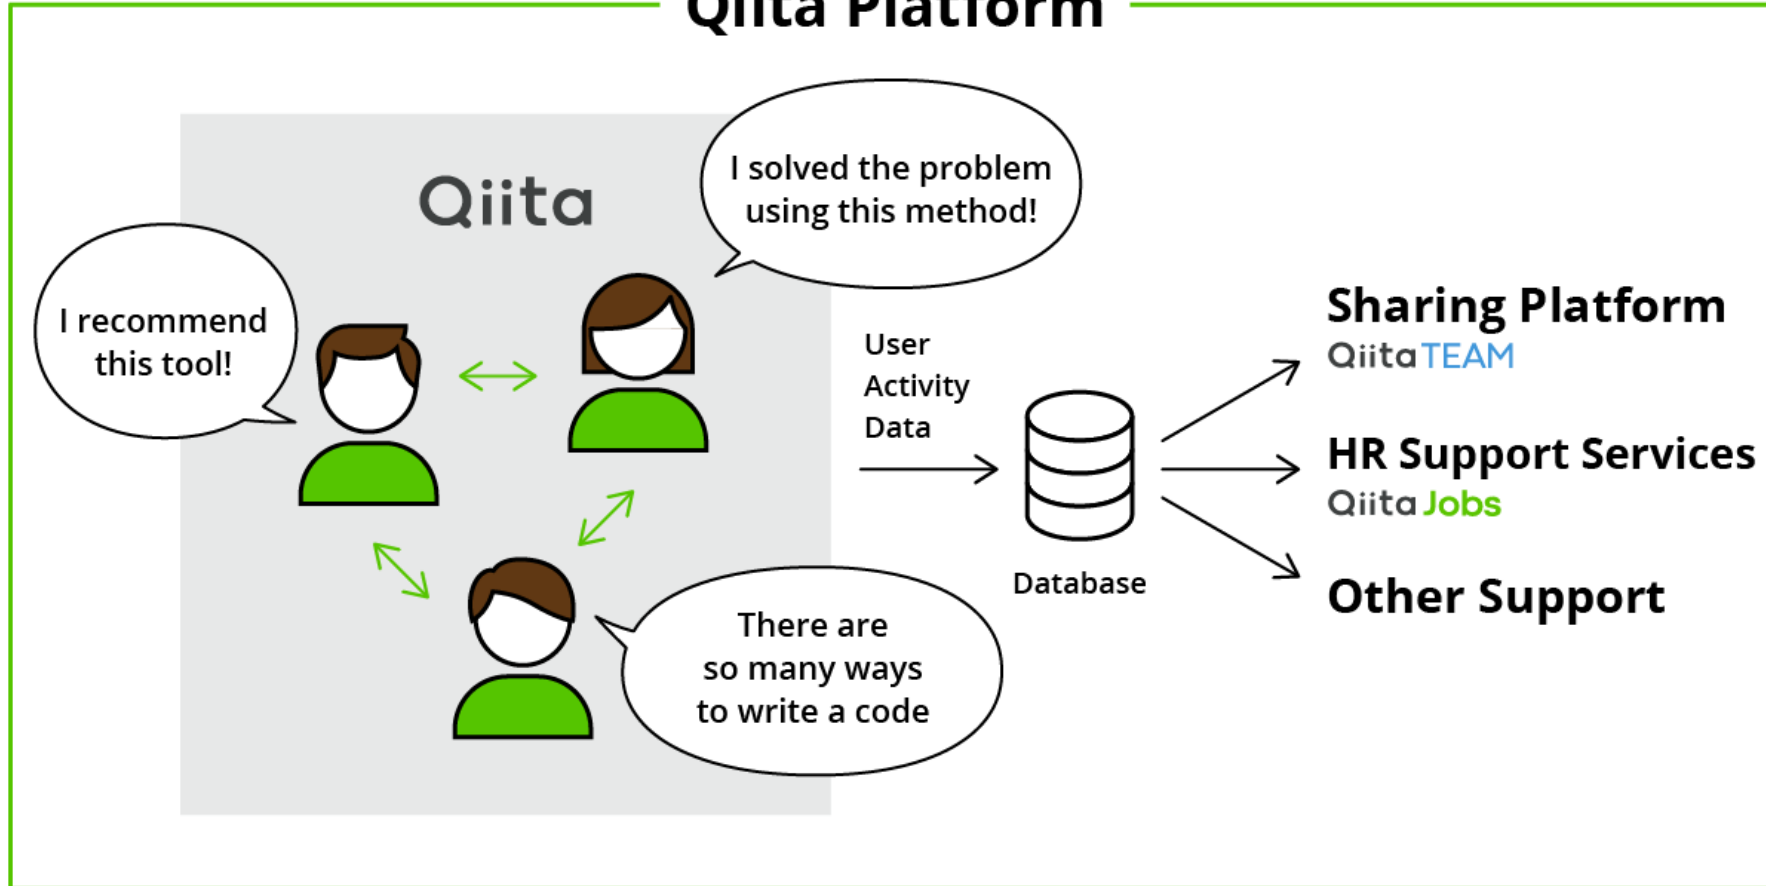 Qiita Platform
Qiita
I solved the problem
using this method!
I recommend
this tool!
There are
so many ways
to write a code
User
Activity
Data
Database
Sharing Platform
Qiita TEAM
HR Support Services
Qiita Jobs
Other Support